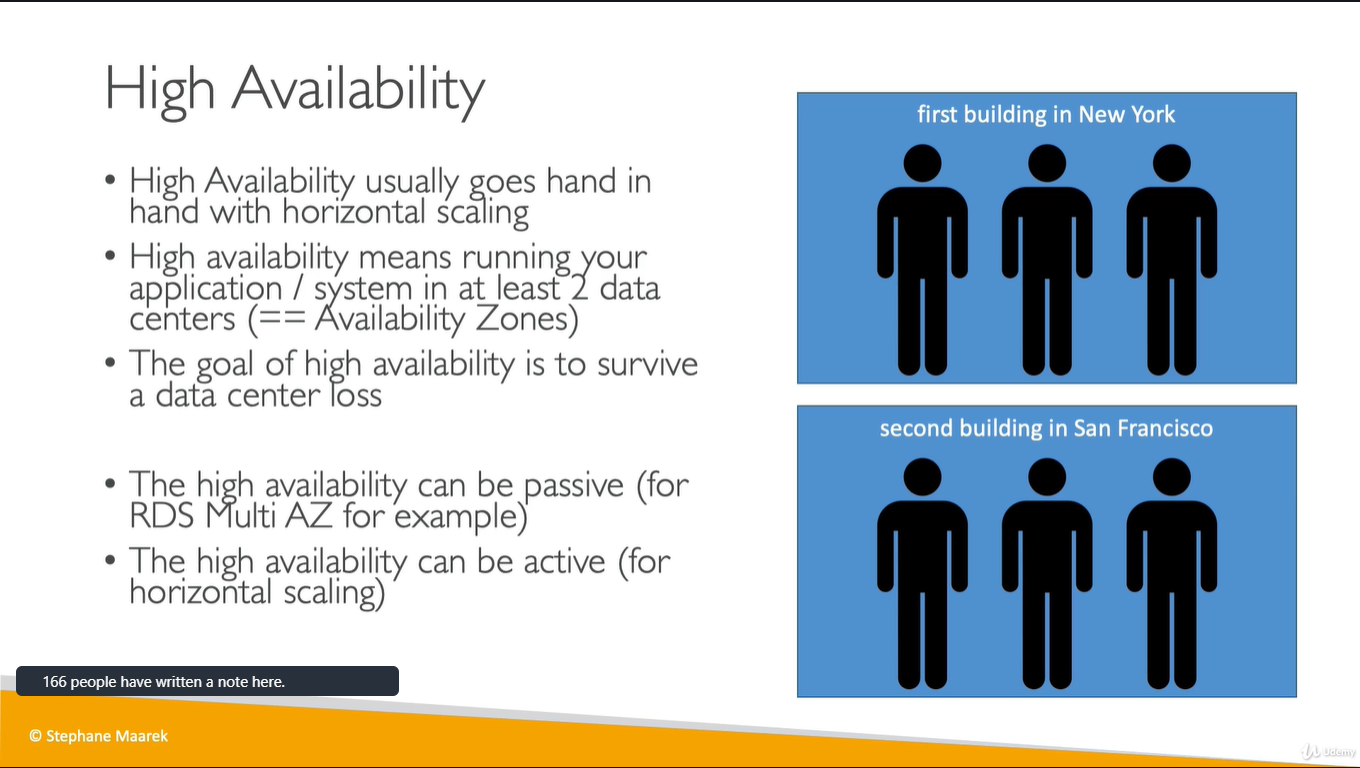 High Availability
• High Availability usually goes hand in
hand with horizontal scaling
• High availability means running your
application / system in at least 2 data
centers (== Availability Zones)
• The goal of high availability is to survive
a data center loss
• The high availability can be passive (for
RDS Multi AZ for example)
• The high availability can be active (for
horizontal scaling)
first building in New York
second building in San Francisco
166 people have written a note here.
© Stephane Maarek
Udemy